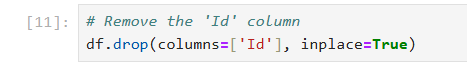 [11]: # Remove the 'Id' column
df.drop(columns=['Id'], inplace=True)